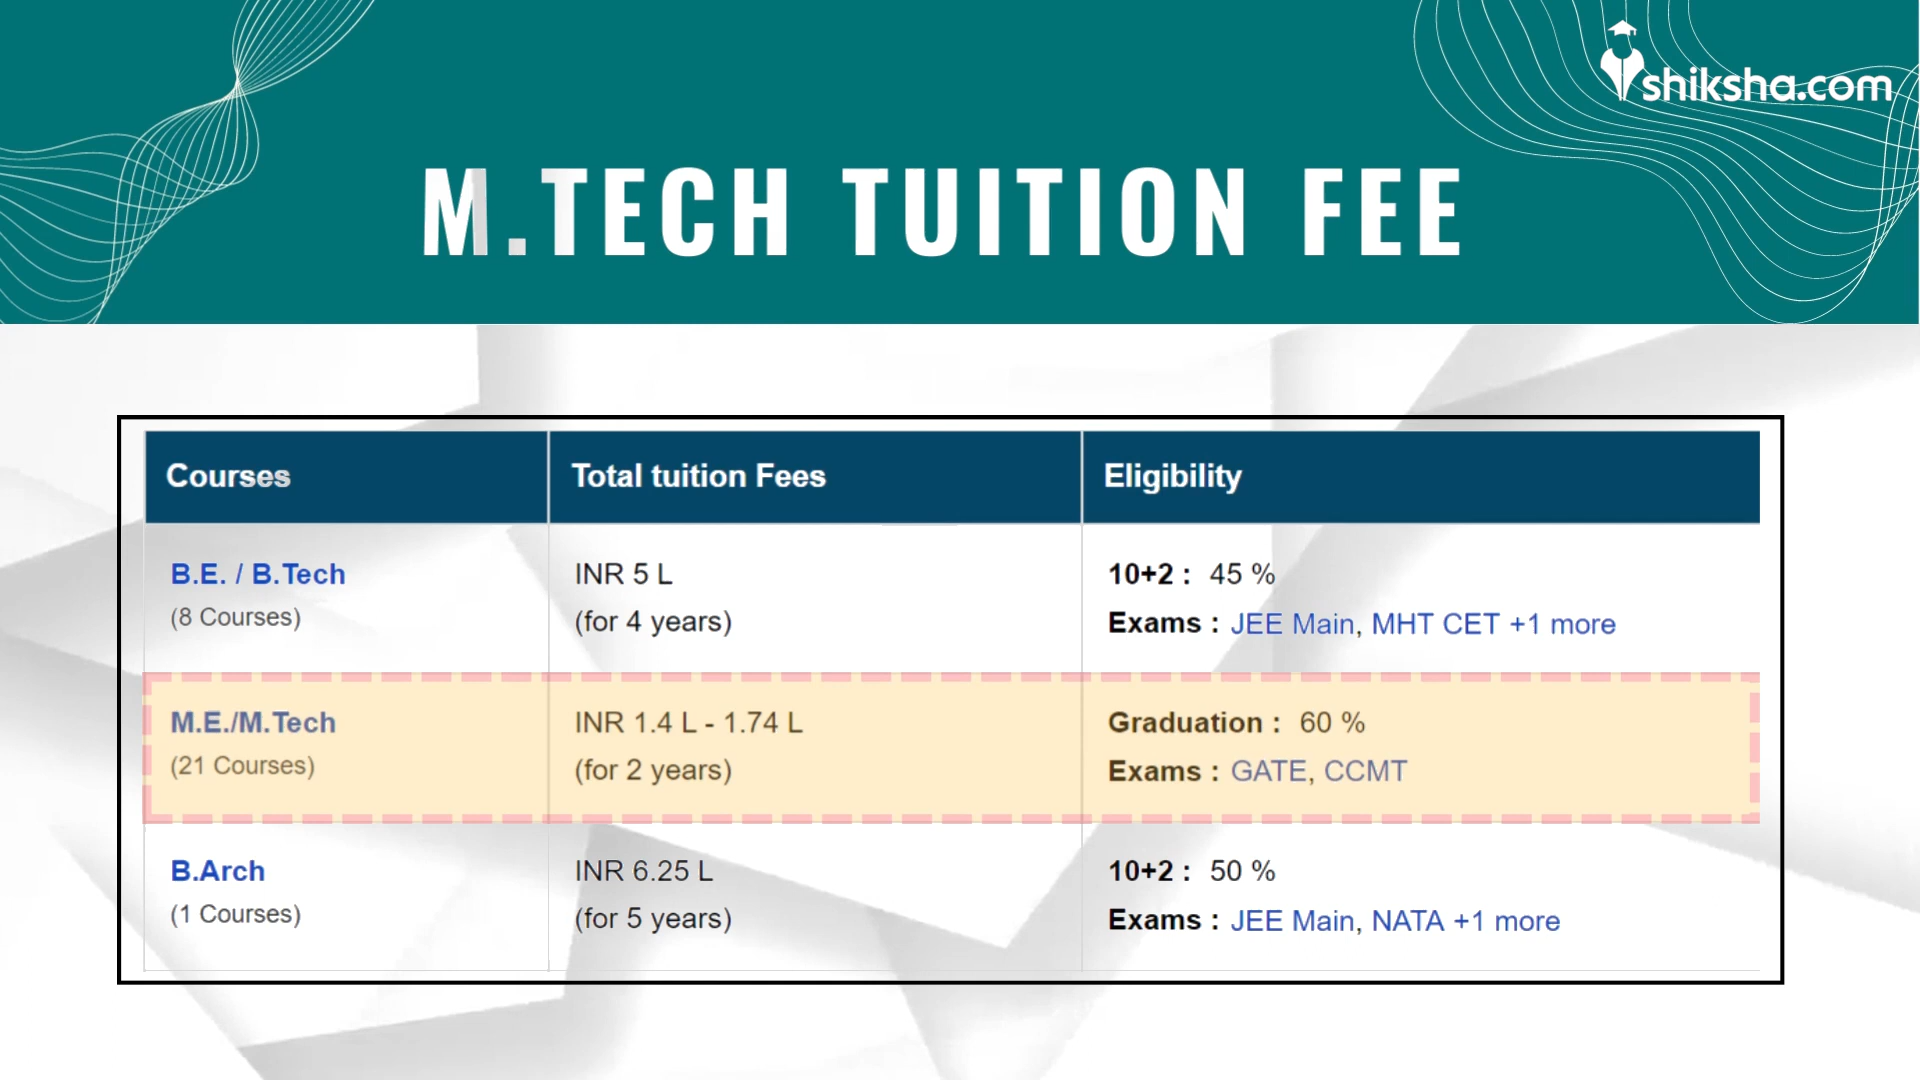 shiksha.com
M.TECH TUITION FEE
Courses
Total tuition Fees
Eligibility
B.E. / B.Tech
(8 Courses)
INR 5 L
(for 4 years)
10+2 : 45 %
Exams : JEE Main, MHT CET +1 more
M.E./M.Tech
(21 Courses)
INR 1.4 L - 1.74 L
(for 2 years)
Graduation : 60 %
Exams : GATE, CCMT
B.Arch
(1 Courses)
INR 6.25 L
(for 5 years)
10+2 : 50 %
Exams : JEE Main, NATA +1 more